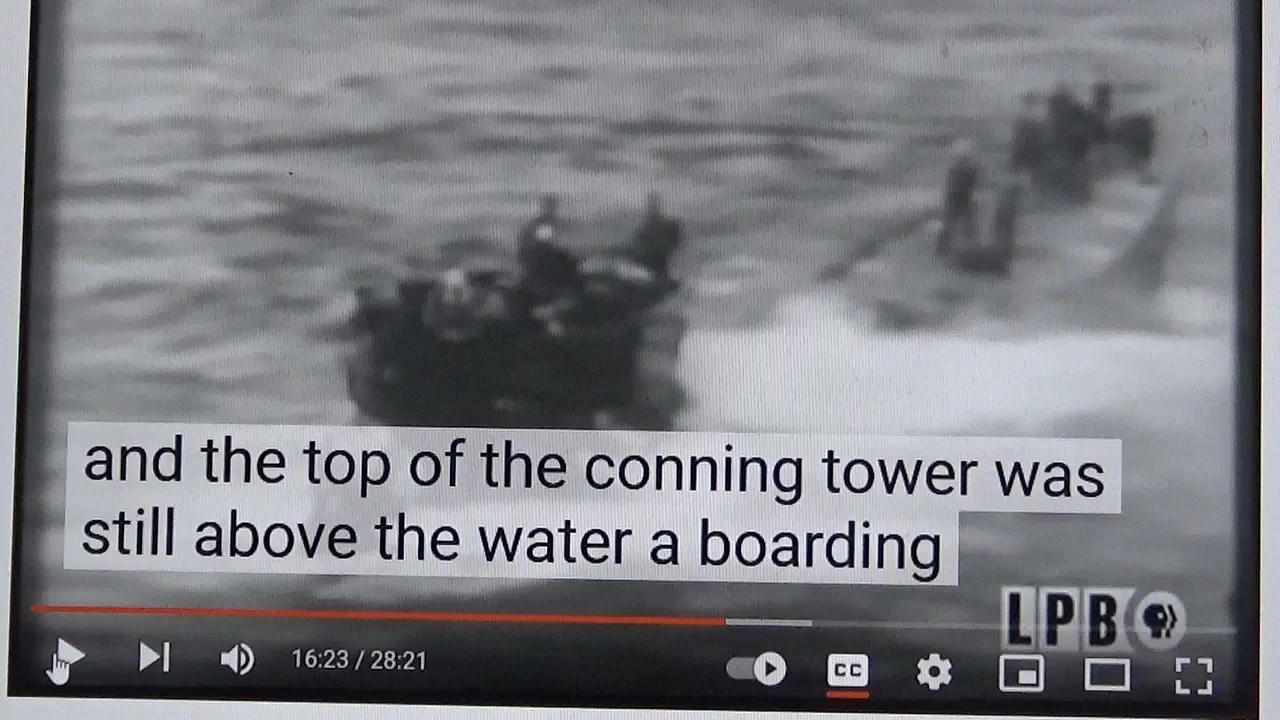 and the top of the conning tower was
still above the water a boarding
LPB
16:23 / 28:21
CC